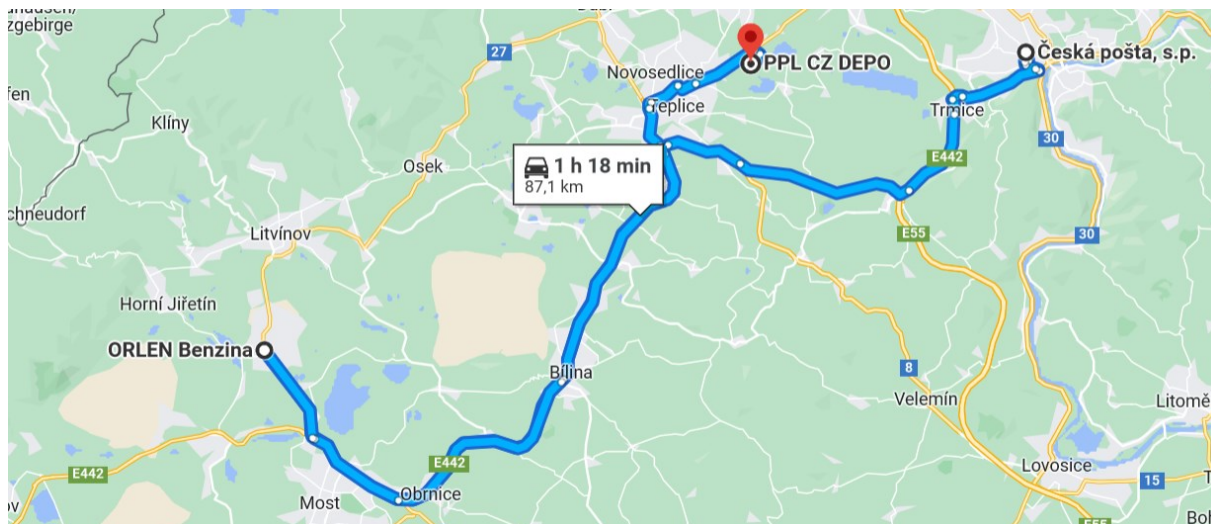 zgebirge
27
Novosedlice
PPL CZ DEPO
Česká pošta, s.p.
Teplice
Trmice
Klíny
30
Osek
1 h 18 min
87,1 km
E442
chneudorf
Litvínov
E55
30
Horní Jiřetín
ORLEN Benzina
Bílina
8
Velemín
Litomě
E442
E442
Lovosice
15
Most
Obrnice
E55
Boh